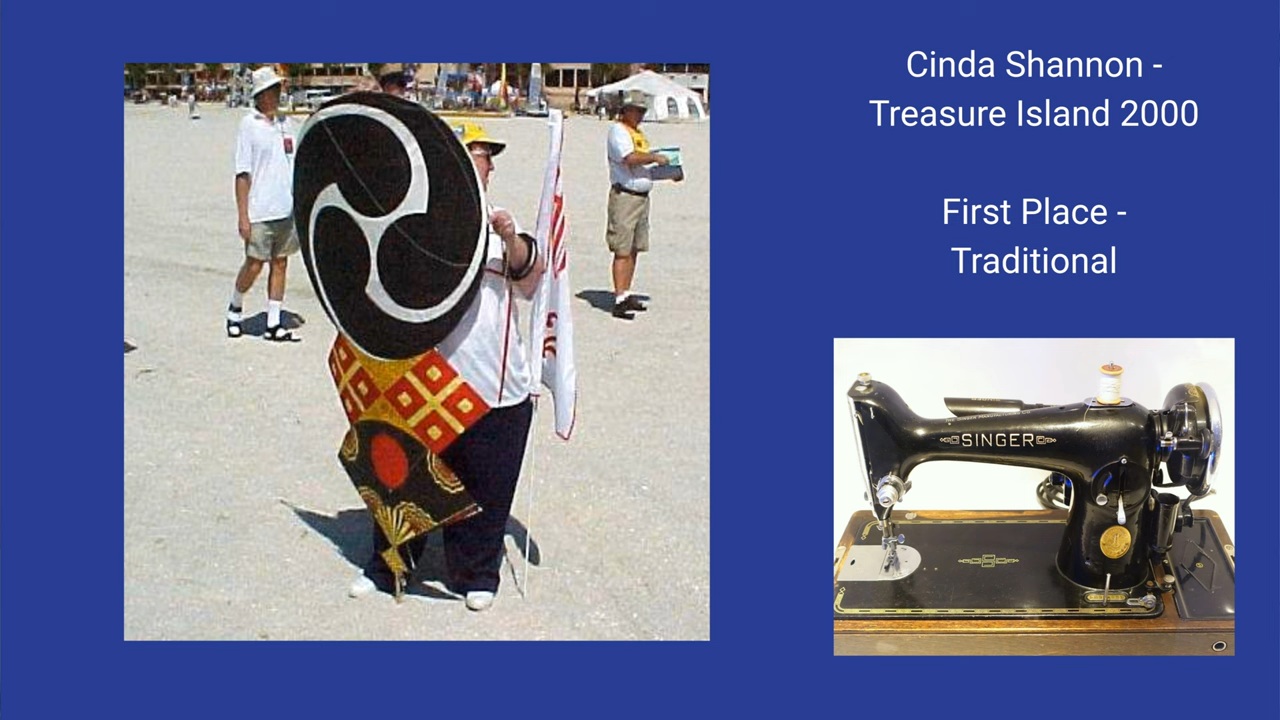 Cinda Shannon -
Treasure Island 2000
First Place -
Traditional
SINGER